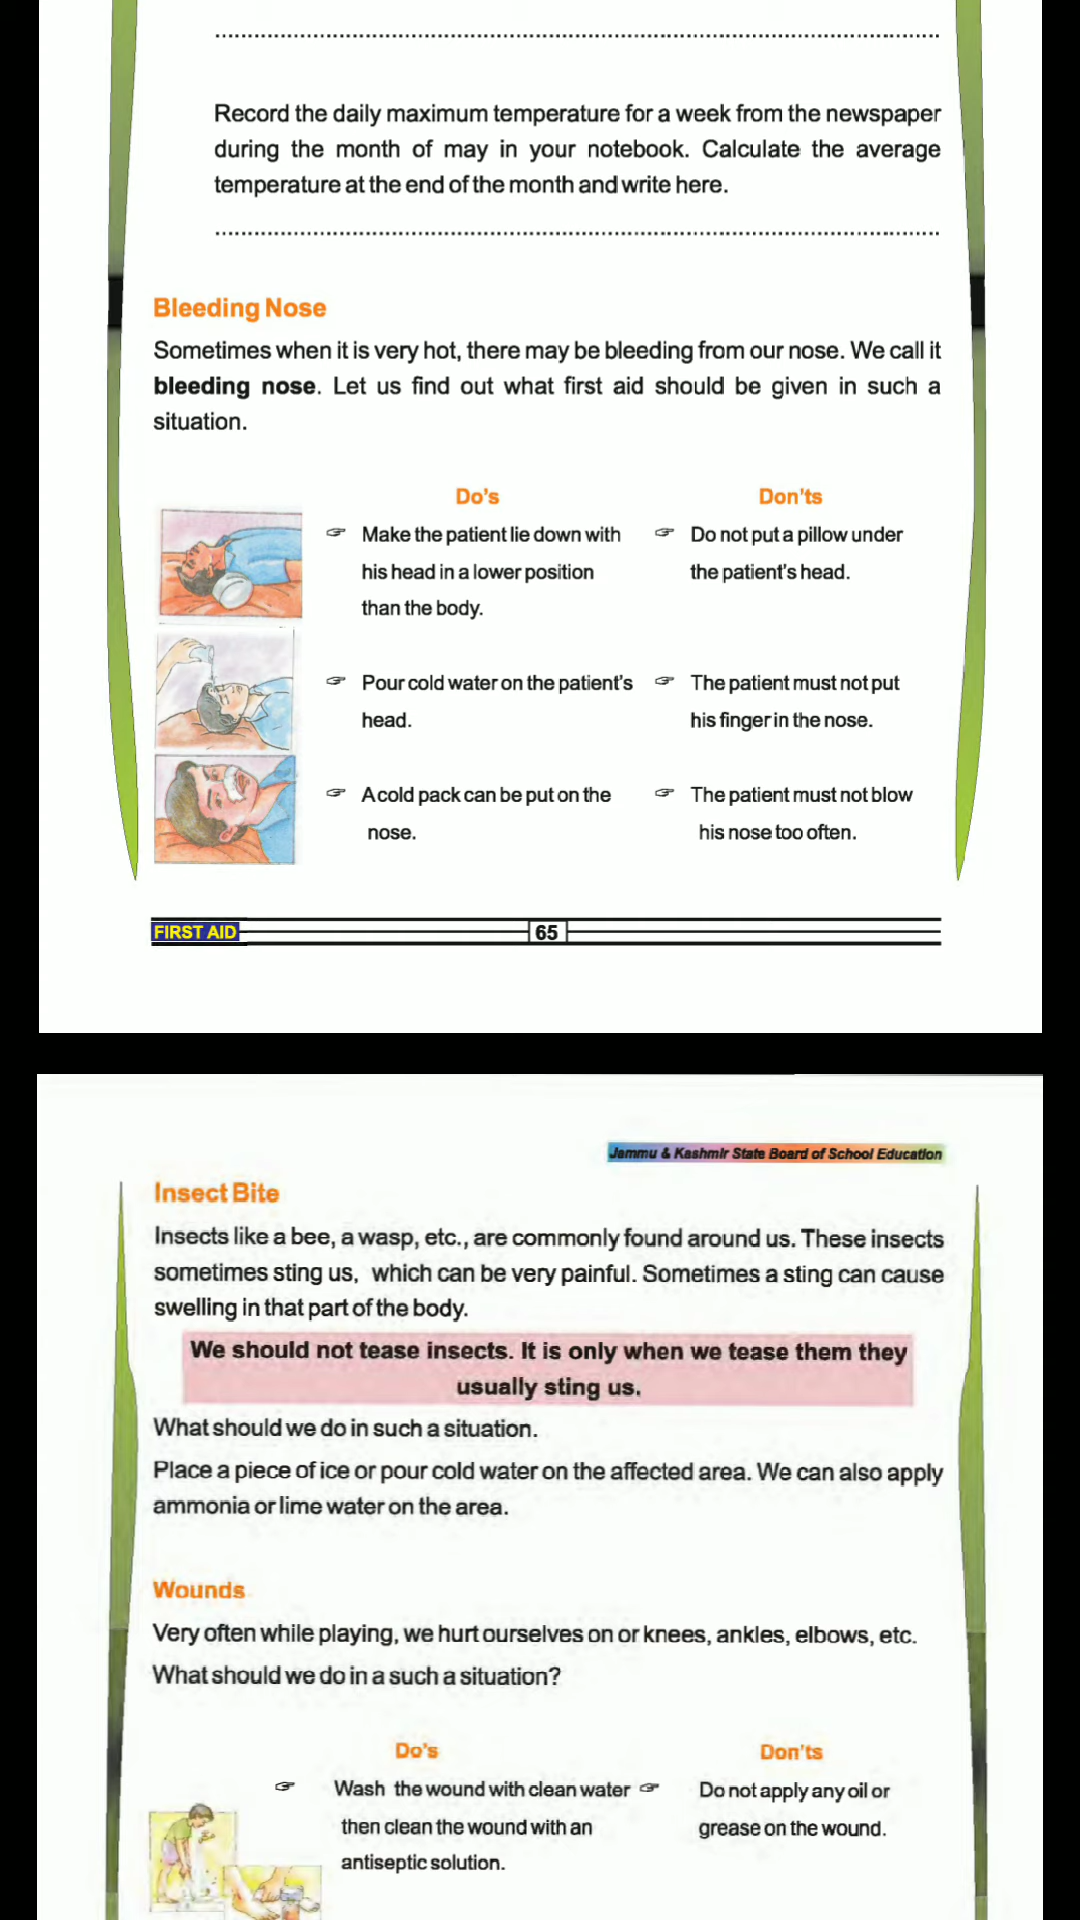 Record the daily maximum temperature for a week from the newspaper
during the month of may in your notebook. Calculate the average
temperature at the end of the month and write here.
Bleeding Nose
Sometimes when it is very hot, there may be bleeding from our nose. We call it
bleeding nose. Let us find out what first aid should be given in such a
situation.
Do's
Make the patient lie down with
his head in a lower position
than the body.
Pour cold water on the patient's
head.
A cold pack can be put on the
nose.
Don'ts
Do not put a pillow under
the patient's head.
The patient must not put
his finger in the nose.
The patient must not blow
his nose too often.
FIRST AID
65
Jammu & Kashmir State Board of School Education
Insect Bite
Insects like a bee, a wasp, etc., are commonly found around us. These insects
sometimes sting us, which can be very painful. Sometimes a sting can cause
swelling in that part of the body.
We should not tease insects. It is only when we tease them they
usually sting us.
What should we do in such a situation.
Place a piece of ice or pour cold water on the affected area. We can also apply
ammonia or lime water on the area.
Wounds
Very often while playing, we hurt ourselves on or knees, ankles, elbows, etc.
What should we do in a such a situation?
Do's
Wash the wound with clean water
then clean the wound with an
antiseptic solution.
Don'ts
Do not apply any oil or
grease on the wound.